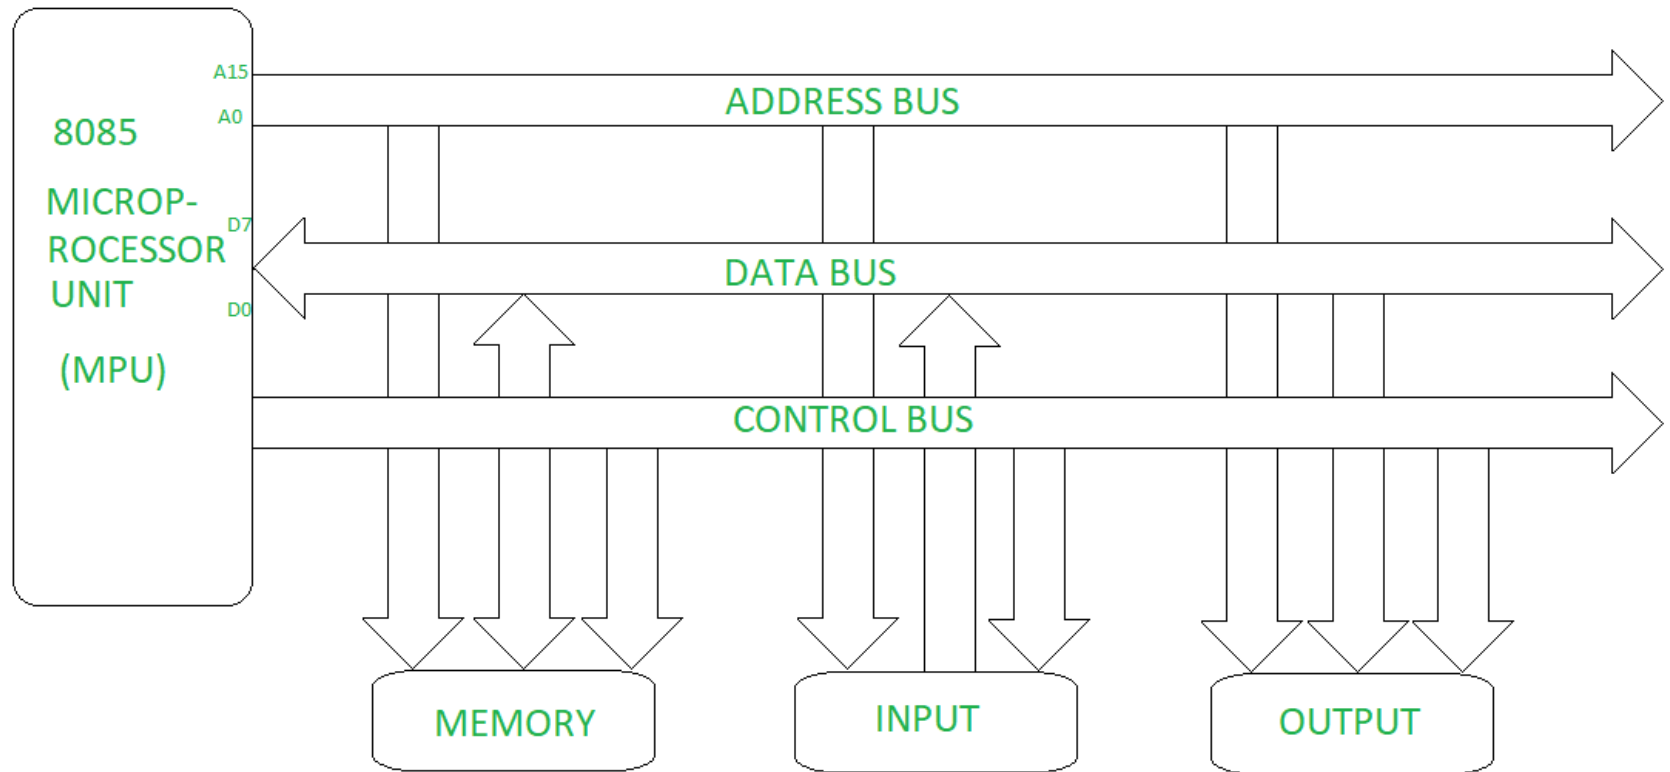 A15
A0
8085
MICROP-
ROCESSOR
UNIT
(MPU)
D7
D0
ADDRESS BUS
DATA BUS
CONTROL BUS
MEMORY
INPUT
OUTPUT